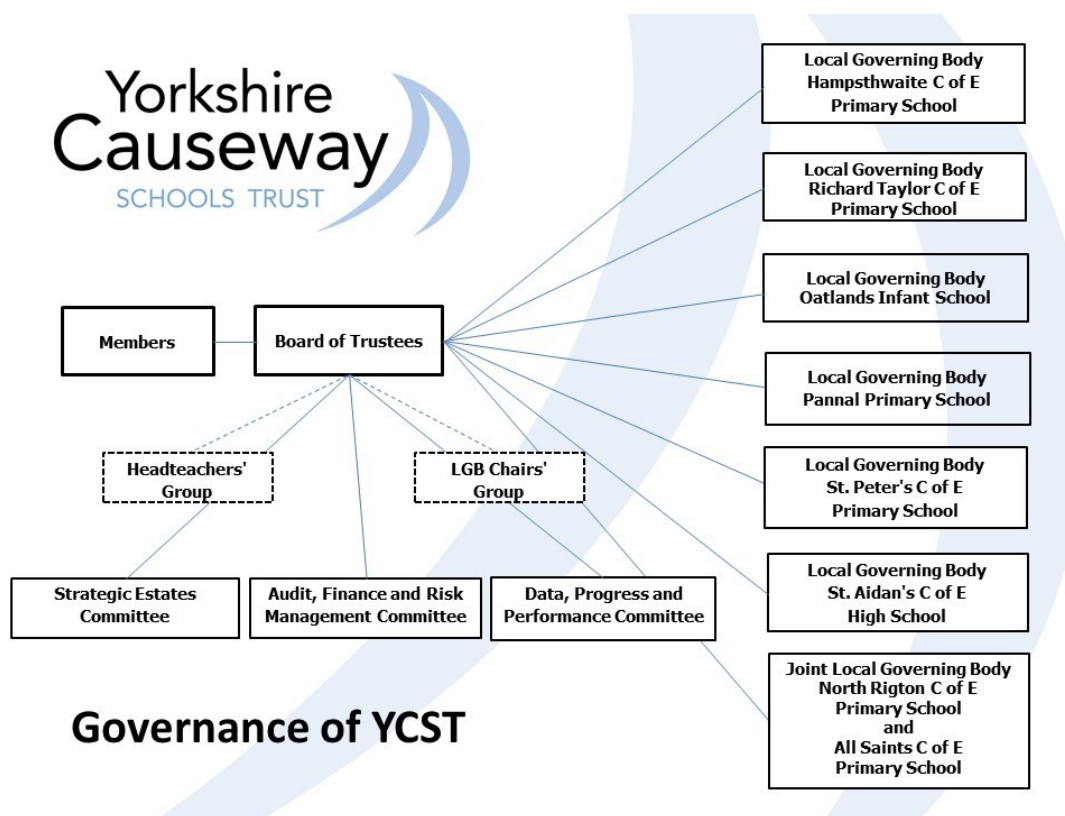 Yorkshire
Causeway
SCHOOLS TRUST
Members
Board of Trustees
Headteachers'
Group
LGB Chairs'
Group
Strategic Estates
Committee
Audit, Finance and Risk
Management Committee
Data, Progress and
Performance Committee
Governance of YCST
Local Governing Body
Hampsthwaite C of E
Primary School
Local Governing Body
Richard Taylor C of E
Primary School
Local Governing Body
Oatlands Infant School
Local Governing Body
Pannal Primary School
Local Governing Body
St. Peter's C of E
Primary School
Local Governing Body
St. Aidan's C of E
High School
Joint Local Governing Body
North Rigton C of E
Primary School
and
All Saints C of E
Primary School